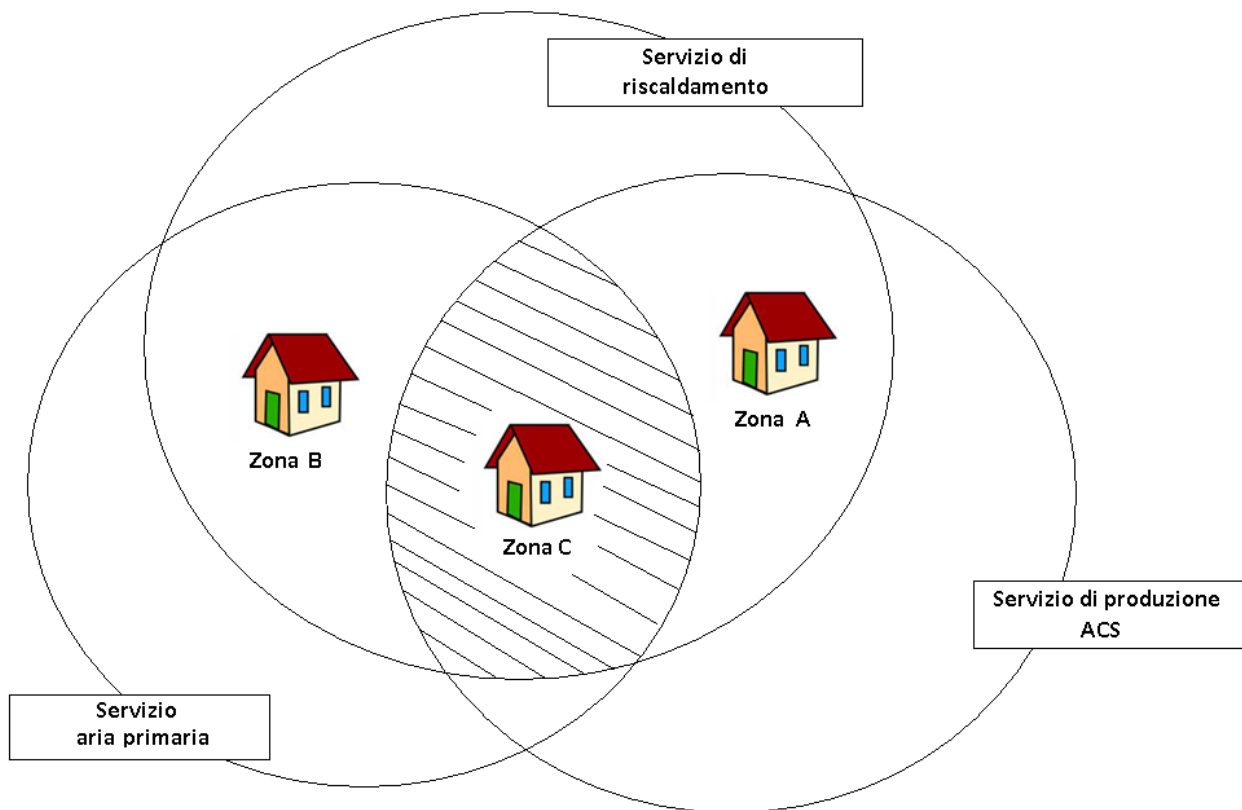 Servizio di
riscaldamento
Zona A
Zona B
Zona C
Servizio di produzione
ACS
Servizio
aria primaria